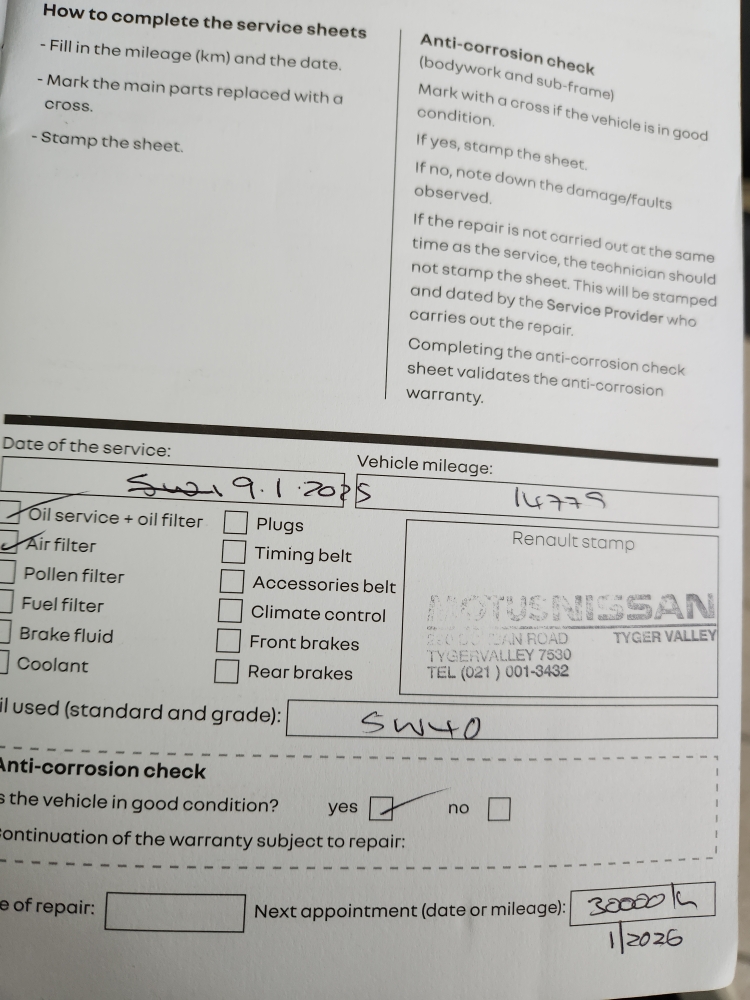 How to complete the service sheets
- Fill in the mileage (km) and the date.
- Mark the main parts replaced with a
cross.
- Stamp the sheet.
Anti-corrosion check
(bodywork and sub-frame)
Mark with a cross if the vehicle is in good
condition.
If yes, stamp the sheet.
If no, note down the damage/faults
observed.
If the repair is not carried out at the same
time as the service, the technician should
not stamp the sheet. This will be stamped
and dated by the Service Provider who
carries out the repair.
Completing the anti-corrosion check
sheet validates the anti-corrosion
warranty.
Date of the service:
9.1.2025
Vehicle mileage:
14779
Oil service + oil filter
Air filter
Pollen filter
Fuel filter
Brake fluid
Coolant
Plugs
Timing belt
Accessories belt
Climate control
Front brakes
Rear brakes
Renault stamp
MOTUS NISSAN
ROAD TYGER VALLEY
TYGERVALLEY 7530
TEL (021 ) 001-3432
il used (standard and grade):
5W40
Anti-corrosion check
s the vehicle in good condition? yes no
ontinuation of the warranty subject to repair:
e of repair:
Next appointment (date or mileage):
30000
1/2026